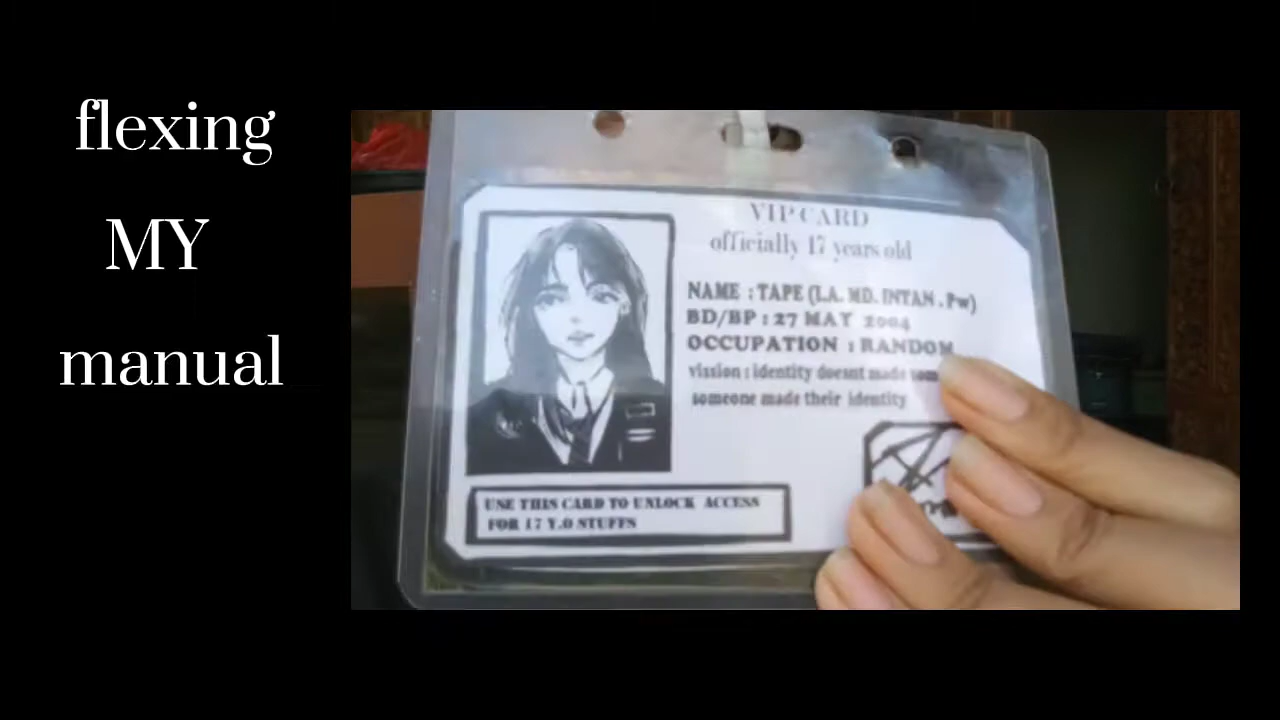 flexing
MY
manual
VIP CARD
officially 17 years old
NAME : TAPE (I.A. MD. INTAN . Pw)
BD/BP : 27 MAY 2004
OCCUPATION : RANDOM
vission : identity doesnt made
someone made their identity
USE THIS CARD TO UNLOCK ACCESS
FOR 17 Y.O STUFFS